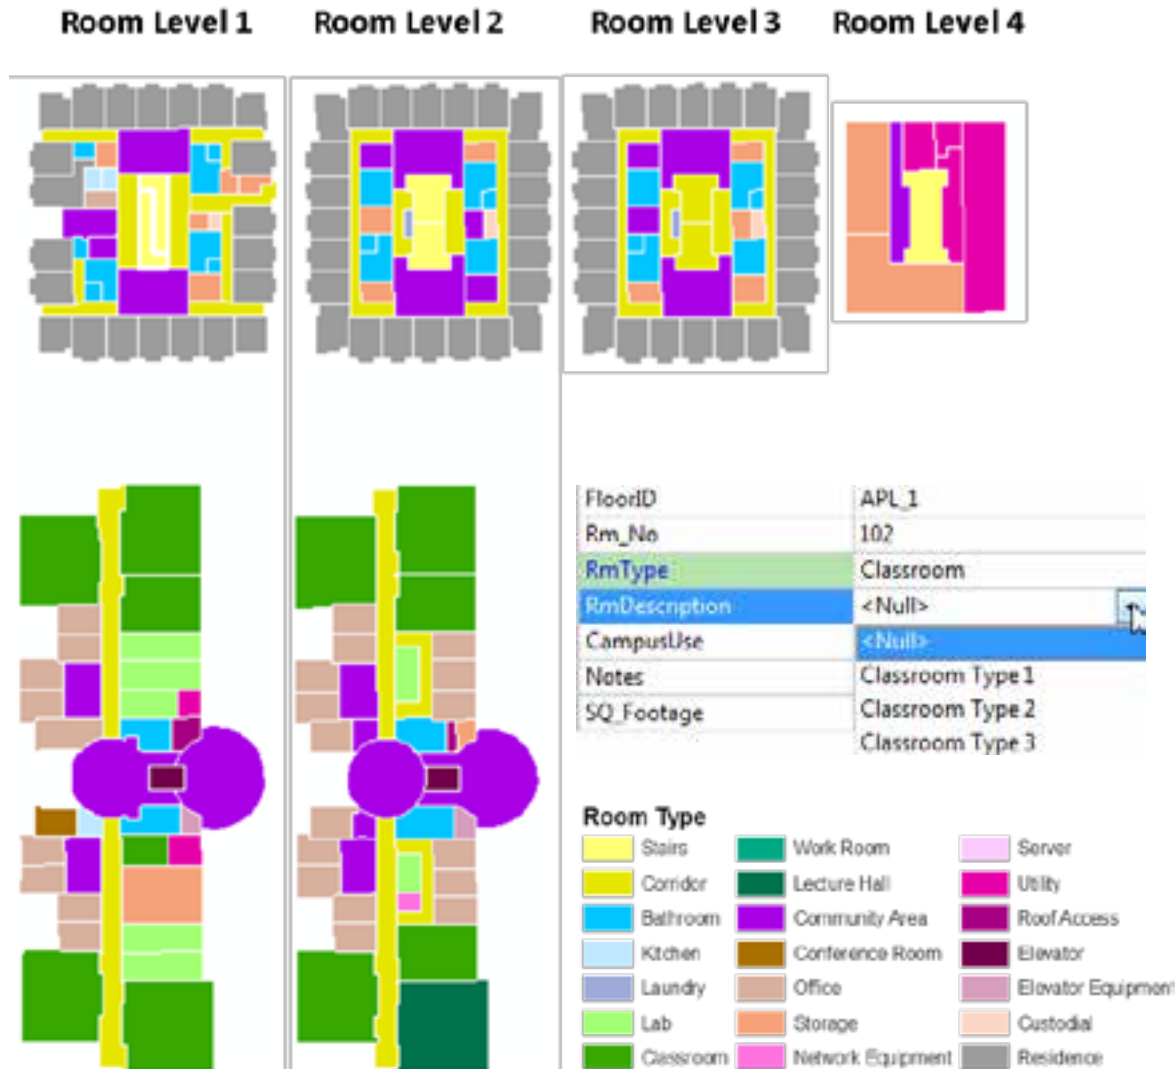 Room Level 1 Room Level 2 Room Level 3 Room Level 4
FloorID APL_1
Rm_No 102
RmType Classroom
RmDescription <Null>
CampusUse <Null>
Notes Classroom Type 1
SQ_Footage Classroom Type 2
Classroom Type 3
Room Type
Stairs Work Room Server
Corridor Lecture Hall Utility
Bathroom Community Area Roof Access
Kitchen Conference Room Elevator
Laundry Office Elevator Equipment
Lab Storage Custodial
Classroom Network Equipment Residence